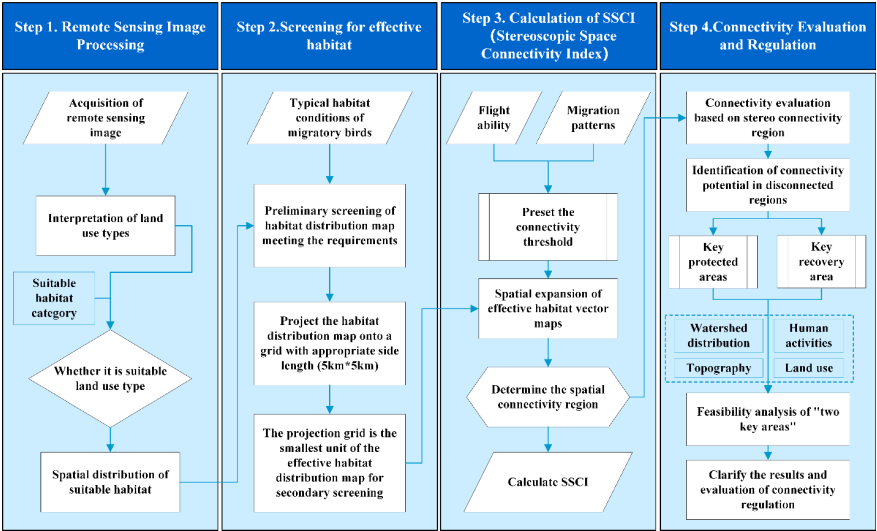 Step 1. Remote Sensing Image
Processing
Acquisition of
remote sensing
image
Interpretation of land
use types
Suitable
habitat
category
Whether it is suitable
land use type
Spatial distribution of
suitable habitat
Step 2.Screening for effective
habitat
Typical habitat
conditions of
migratory birds
Preliminary screening of
habitat distribution map
meeting the requirements
Project the habitat
distribution map onto a
grid with appropriate side
length (5km*5km)
The projection grid is the
smallest unit of the
effective habitat
distribution map for
secondary screening
Step 3. Calculation of SSCI
(Stereoscopic Space
Connectivity Index)
Flight
ability
Migration
patterns
Preset the
connectivity
threshold
Spatial expansion of
effective habitat vector
maps
Determine the spatial
connectivity region
Calculate SSCI
Step 4.Connectivity Evaluation
and Regulation
Connectivity evaluation
based on stereo connectivity
region
Identification of connectivity
potential in disconnected
regions
Key
protected
areas
Key
recovery
area
Watershed
distribution
Human
activities
Topography
Land use
Feasibility analysis of "two
key areas"
Clarify the results and
evaluation of connectivity
regulation